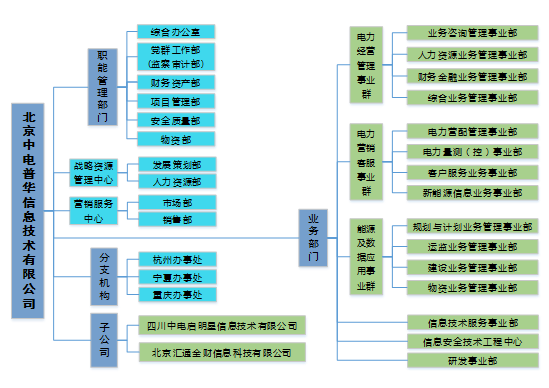 北京中电普华信息技术有限公司
职能管理部门
综合办公室
党群工作部
(监察审计部)
财务资产部
项目管理部
安全质量部
物资部
战略资源
管理中心
发展策划部
人力资源部
营销服务
中心
市场部
销售部
分支机构
杭州办事处
宁夏办事处
重庆办事处
子公司
四川中电启明星信息技术有限公司
北京汇通金财信息科技有限公司
业务部门
电力
经营
管理
事业
群
业务咨询管理事业部
人力资源业务管理事业部
财务金融业务管理事业部
综合业务管理事业部
电力
营销
客服
事业
群
电力营配管理事业部
电力量测（控）事业部
客户服务业务事业部
新能源信息业务事业部
能源
及数
据应
用事
业群
规划与计划业务管理事业部
运监业务管理事业部
建设业务管理事业部
物资业务管理事业部
信息技术服务事业部
信息安全技术工程中心
研发事业部